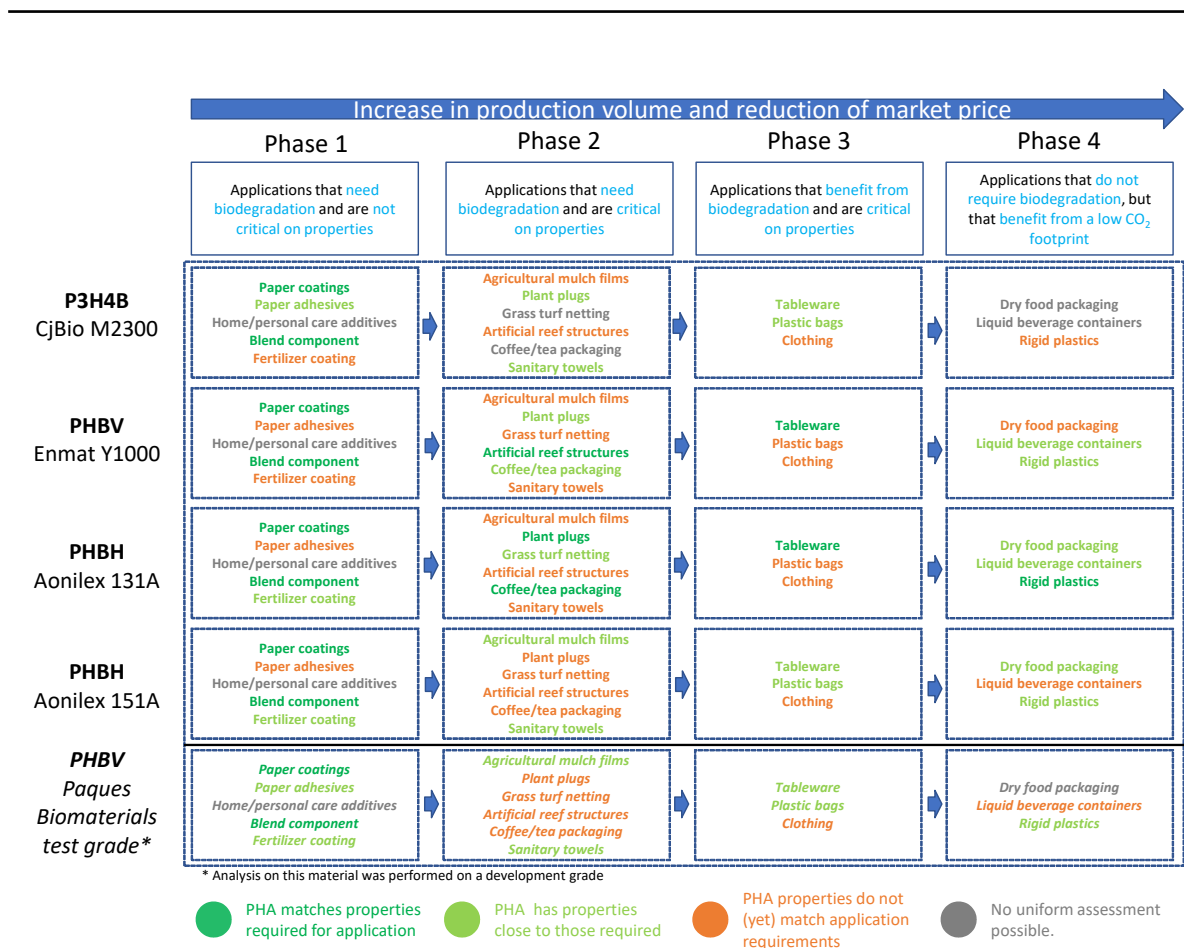 Increase in production volume and reduction of market price
Phase 1
Phase 2
Phase 3
Phase 4
Applications that need
biodegradation and are not
critical on properties
Applications that need
biodegradation and are critical
on properties
Applications that benefit from
biodegradation and are critical
on properties
Applications that do not
require biodegradation, but
that benefit from a low CO2
footprint
P3H4B
CjBio M2300
Paper coatings
Paper adhesives
Home/personal care additives
Blend component
Fertilizer coating
Agricultural mulch films
Plant plugs
Grass turf netting
Artificial reef structures
Coffee/tea packaging
Sanitary towels
Tableware
Plastic bags
Clothing
Dry food packaging
Liquid beverage containers
Rigid plastics
PHBV
Enmat Y1000
Paper coatings
Paper adhesives
Home/personal care additives
Blend component
Fertilizer coating
Agricultural mulch films
Plant plugs
Grass turf netting
Artificial reef structures
Coffee/tea packaging
Sanitary towels
Tableware
Plastic bags
Clothing
Dry food packaging
Liquid beverage containers
Rigid plastics
PHBH
Aonilex 131A
Paper coatings
Paper adhesives
Home/personal care additives
Blend component
Fertilizer coating
Agricultural mulch films
Plant plugs
Grass turf netting
Artificial reef structures
Coffee/tea packaging
Sanitary towels
Tableware
Plastic bags
Clothing
Dry food packaging
Liquid beverage containers
Rigid plastics
PHBH
Aonilex 151A
Paper coatings
Paper adhesives
Home/personal care additives
Blend component
Fertilizer coating
Agricultural mulch films
Plant plugs
Grass turf netting
Artificial reef structures
Coffee/tea packaging
Sanitary towels
Tableware
Plastic bags
Clothing
Dry food packaging
Liquid beverage containers
Rigid plastics
PHBV
Paques
Biomaterials
test grade*
Paper coatings
Paper adhesives
Home/personal care additives
Blend component
Fertilizer coating
Agricultural mulch films
Plant plugs
Grass turf netting
Artificial reef structures
Coffee/tea packaging
Sanitary towels
Tableware
Plastic bags
Clothing
Dry food packaging
Liquid beverage containers
Rigid plastics
* Analysis on this material was performed on a development grade
PHA matches properties
required for application
PHA has properties
close to those required
PHA properties do not
(yet) match application
requirements
No uniform assessment
possible.